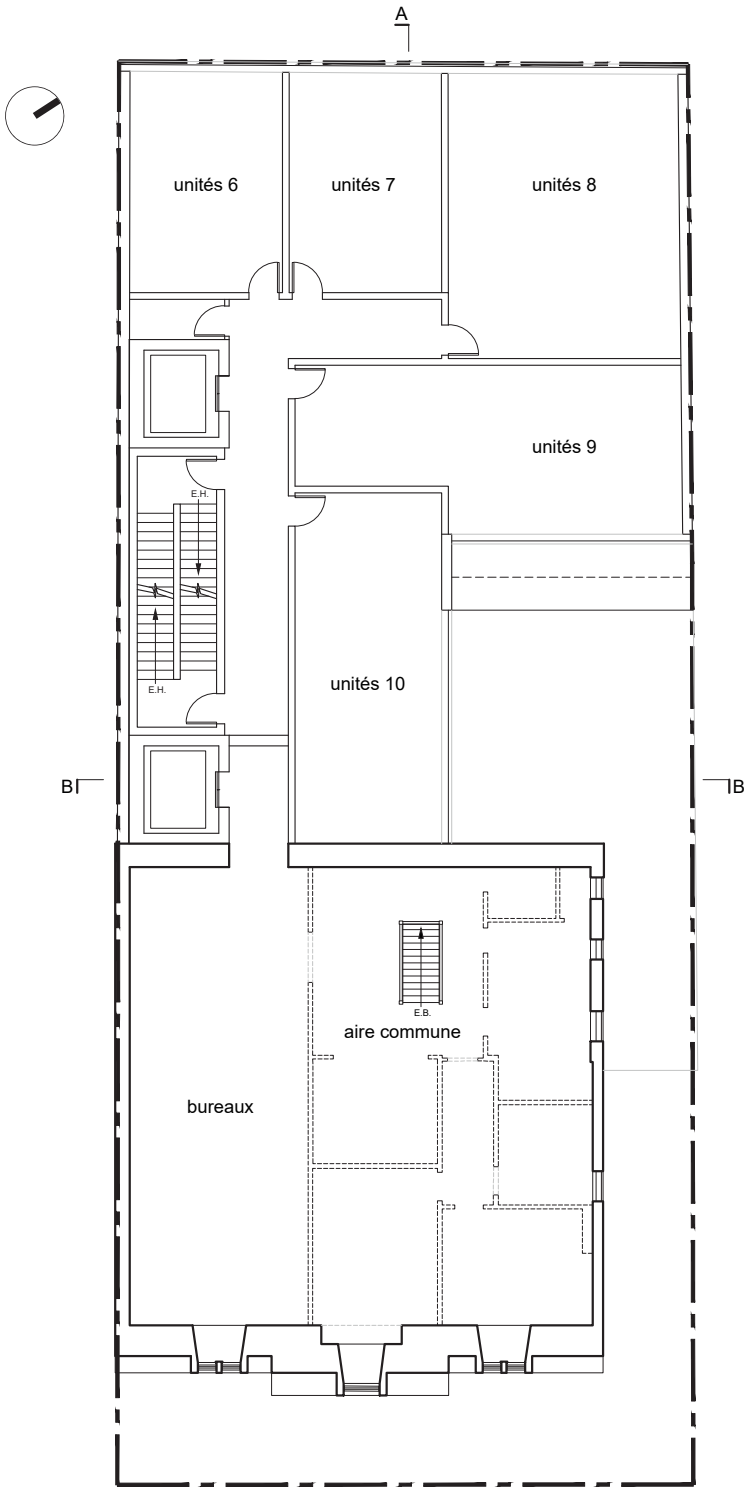 A
unités 6
unités 7
unités 8
unités 9
E.H.
unités 10
E.H.
B
B
E.B.
aire commune
bureaux